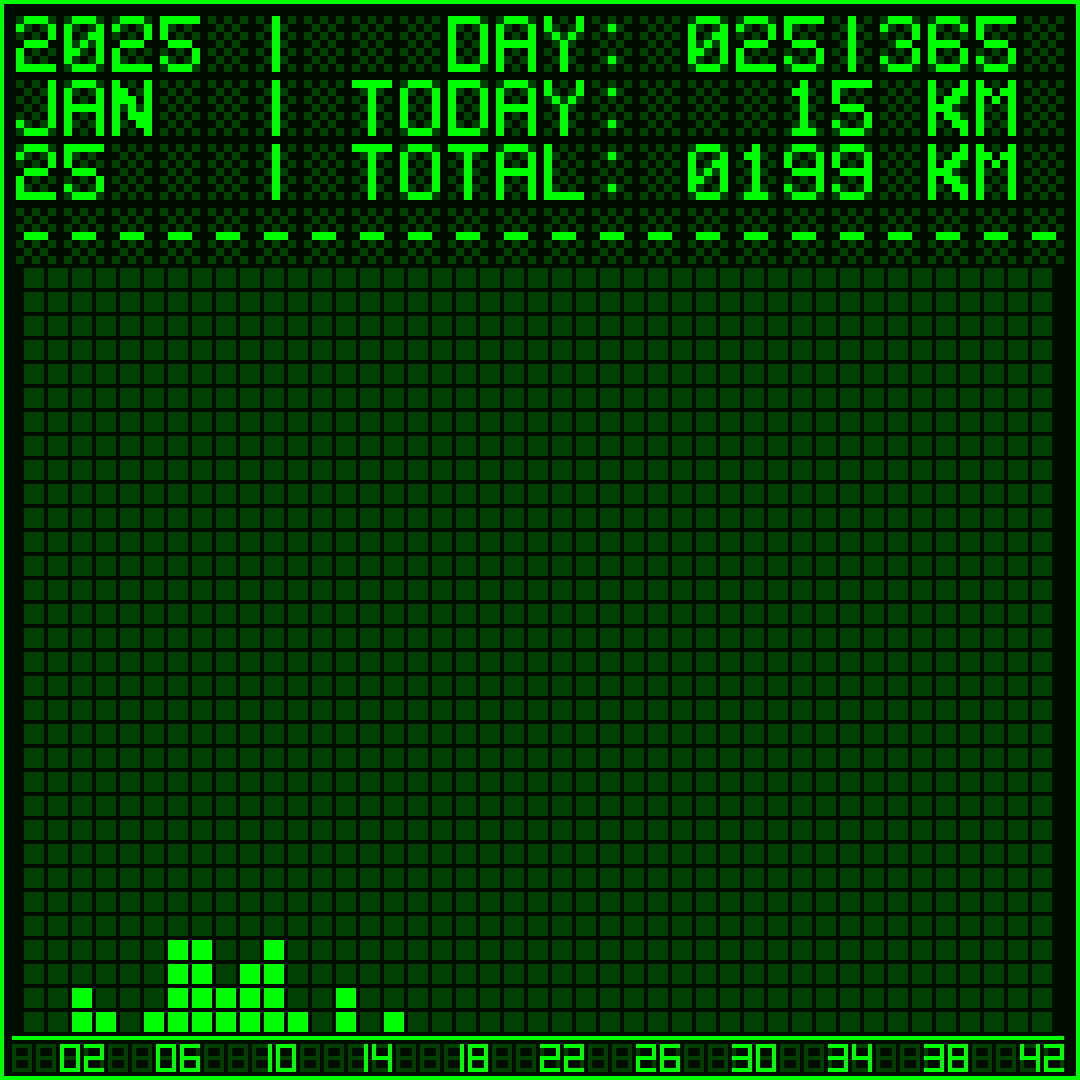 2025 | DAY: 025|365
JAN | TODAY: 15 KM
25 | TOTAL: 0199 KM
- - - - - - - - - - - - - - - - - - - - - -
02 06 10 14 18 22 26 30 34 38 42